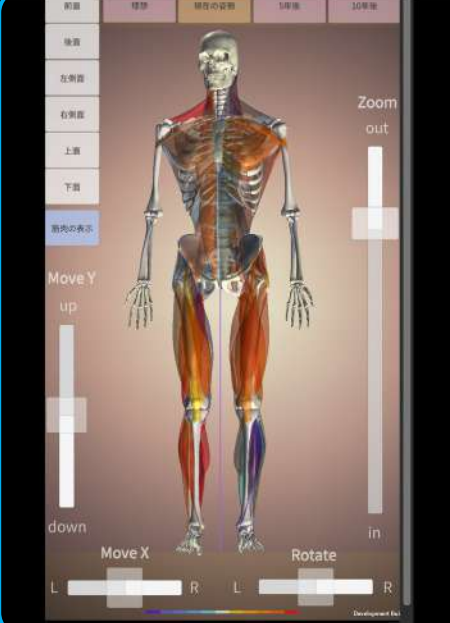 前面
理想
現在の姿勢
5年後
10年後
後面
左側面
右側面
上面
下面
筋肉の表示
Zoom
out
in
Move Y
up
down
Move X
L
R
Rotate
L
R
Development Bui